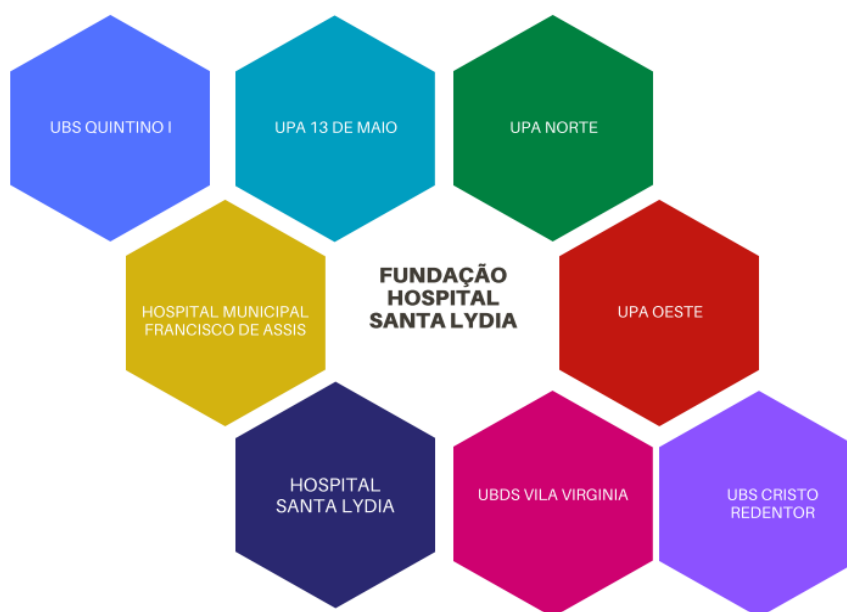 UBS QUINTINO I
UPA 13 DE MAIO
UPA NORTE
HOSPITAL MUNICIPAL
FRANCISCO DE ASSIS
FUNDAÇÃO
HOSPITAL
SANTA LYDIA
UPA OESTE
HOSPITAL
SANTA LYDIA
UBDS VILA VIRGINIA
UBS CRISTO
REDENTOR